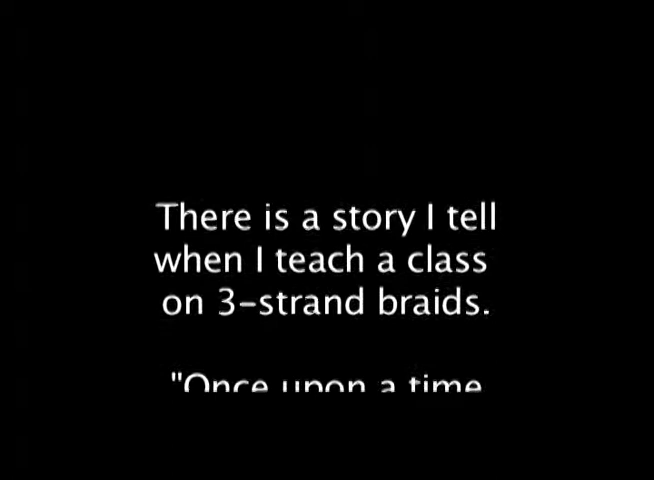 There is a story I tell
when I teach a class
on 3-strand braids.
"Once upon a time